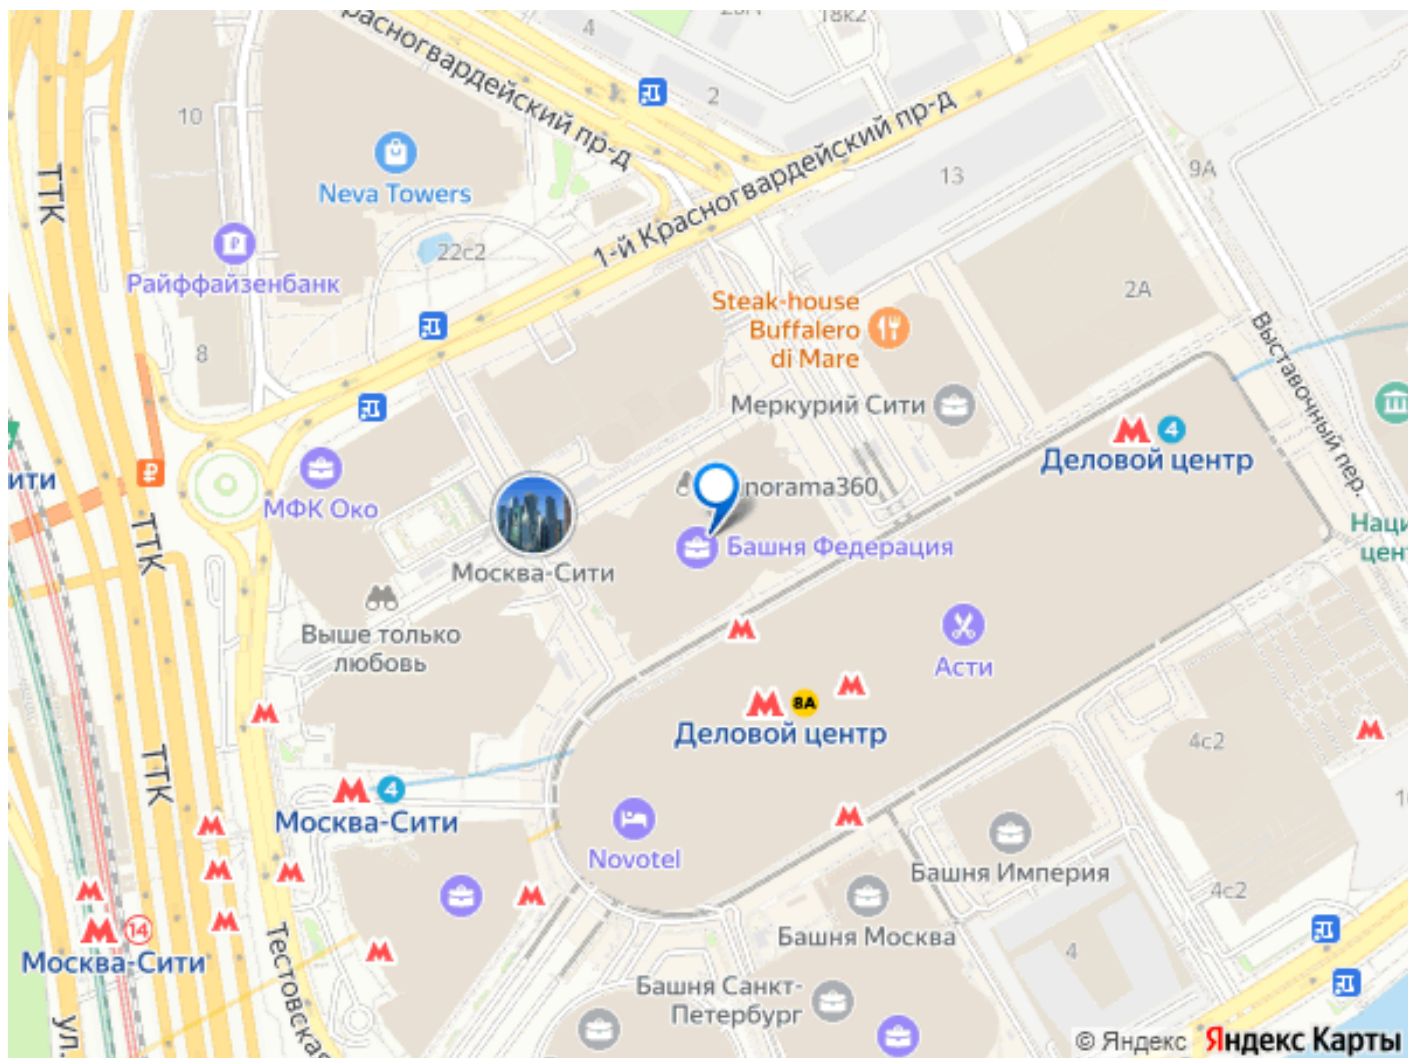 Красногвардейский пр-д
4
18к2
2
10
Neva Towers
ТТК
1-й Красногвардейский пр-д
13
9А
22с2
Райффайзенбанк
8
Steak-house
Buffalero
di Mare
2А
Выставочный пер.
Меркурий Сити
4
Деловой центр
ити
МФК Око
norama360
Башня Федерация
Москва-Сити
ТТК
Наци
цент
Выше только
любовь
Асти
8А
Деловой центр
4с2
ТТК
4
Москва-Сити
Novotel
Башня Империя
4с2
14
Москва-Сити
Тестовская
Башня Москва
4
Башня Санкт-
Петербург
ул.
© Яндекс Яндекс Карты